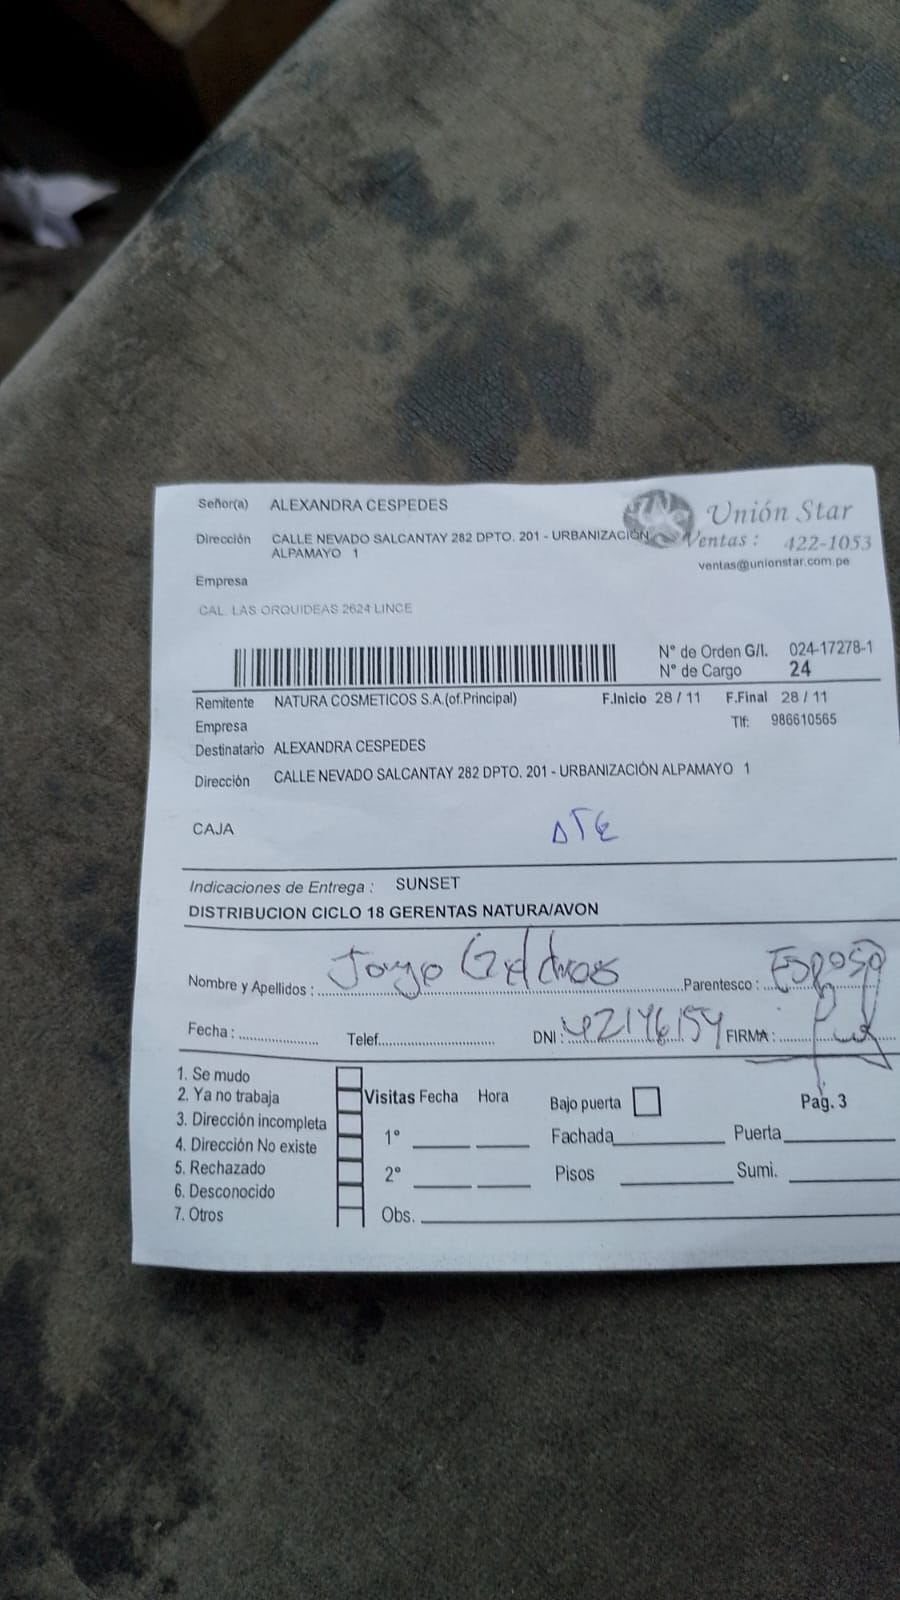 Señor(a) ALEXANDRA CESPEDES
Unión Star
Dirección CALLE NEVADO SALCANTAY 282 DPTO. 201 - URBANIZACIÓN
ALPAMAYO 1
Ventas : 422-1053
ventas@unionstar.com.pe
Empresa
CAL. LAS ORQUIDEAS 2624 LINCE
N° de Orden G/I. 024-17278-1
N° de Cargo 24
Remitente NATURA COSMETICOS S.A.(of.Principal) F.Inicio 28 / 11 F.Final 28 / 11
Empresa Tlf: 986610565
Destinatario ALEXANDRA CESPEDES
Dirección CALLE NEVADO SALCANTAY 282 DPTO. 201 - URBANIZACIÓN ALPAMAYO 1
CAJA ATE
Indicaciones de Entrega : SUNSET
DISTRIBUCION CICLO 18 GERENTAS NATURA/AVON
Nombre y Apellidos : Jorge Parentesco : Esposo
Fecha : Telef. DNI : 42146154 FIRMA :
1. Se mudo
2. Ya no trabaja Visitas Fecha Hora Bajo puerta Pag. 3
3. Dirección incompleta 1° Fachada Puerta
4. Dirección No existe
5. Rechazado 2° Pisos Sumi.
6. Desconocido
7. Otros Obs.